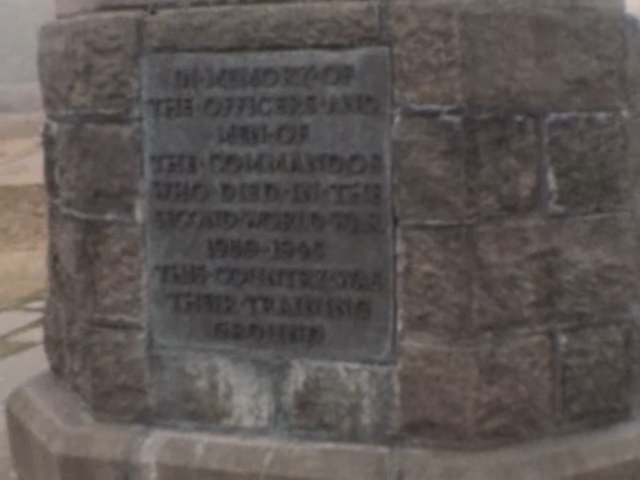 IN·MEMORY·OF
THE·OFFICERS·AND
MEN·OF
THE·COMMANDOS
WHO DIED·IN·THE
SECOND·WORLD·WAR
1939-1945
THIS·COUNTRY·WAS
THEIR·TRAINING
GROUND